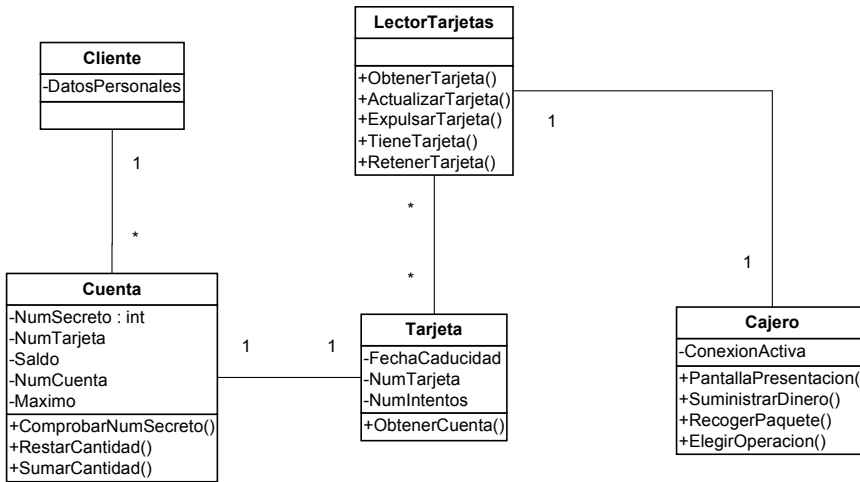 LectorTarjetas
+ObtenerTarjeta()
+ActualizarTarjeta()
+ExpulsarTarjeta()
+TieneTarjeta()
+RetenerTarjeta()
Cliente
-DatosPersonales
1
*
1
1
*
*
Cuenta
-NumSecreto : int
-NumTarjeta
-Saldo
-NumCuenta
-Maximo
+ComprobarNumSecreto()
+RestarCantidad()
+SumarCantidad()
1
1
Tarjeta
-FechaCaducidad
-NumTarjeta
-NumIntentos
+ObtenerCuenta()
Cajero
-ConexionActiva
+PantallaPresentacion(
+SuministrarDinero()
+RecogerPaquete()
+ElegirOperacion()